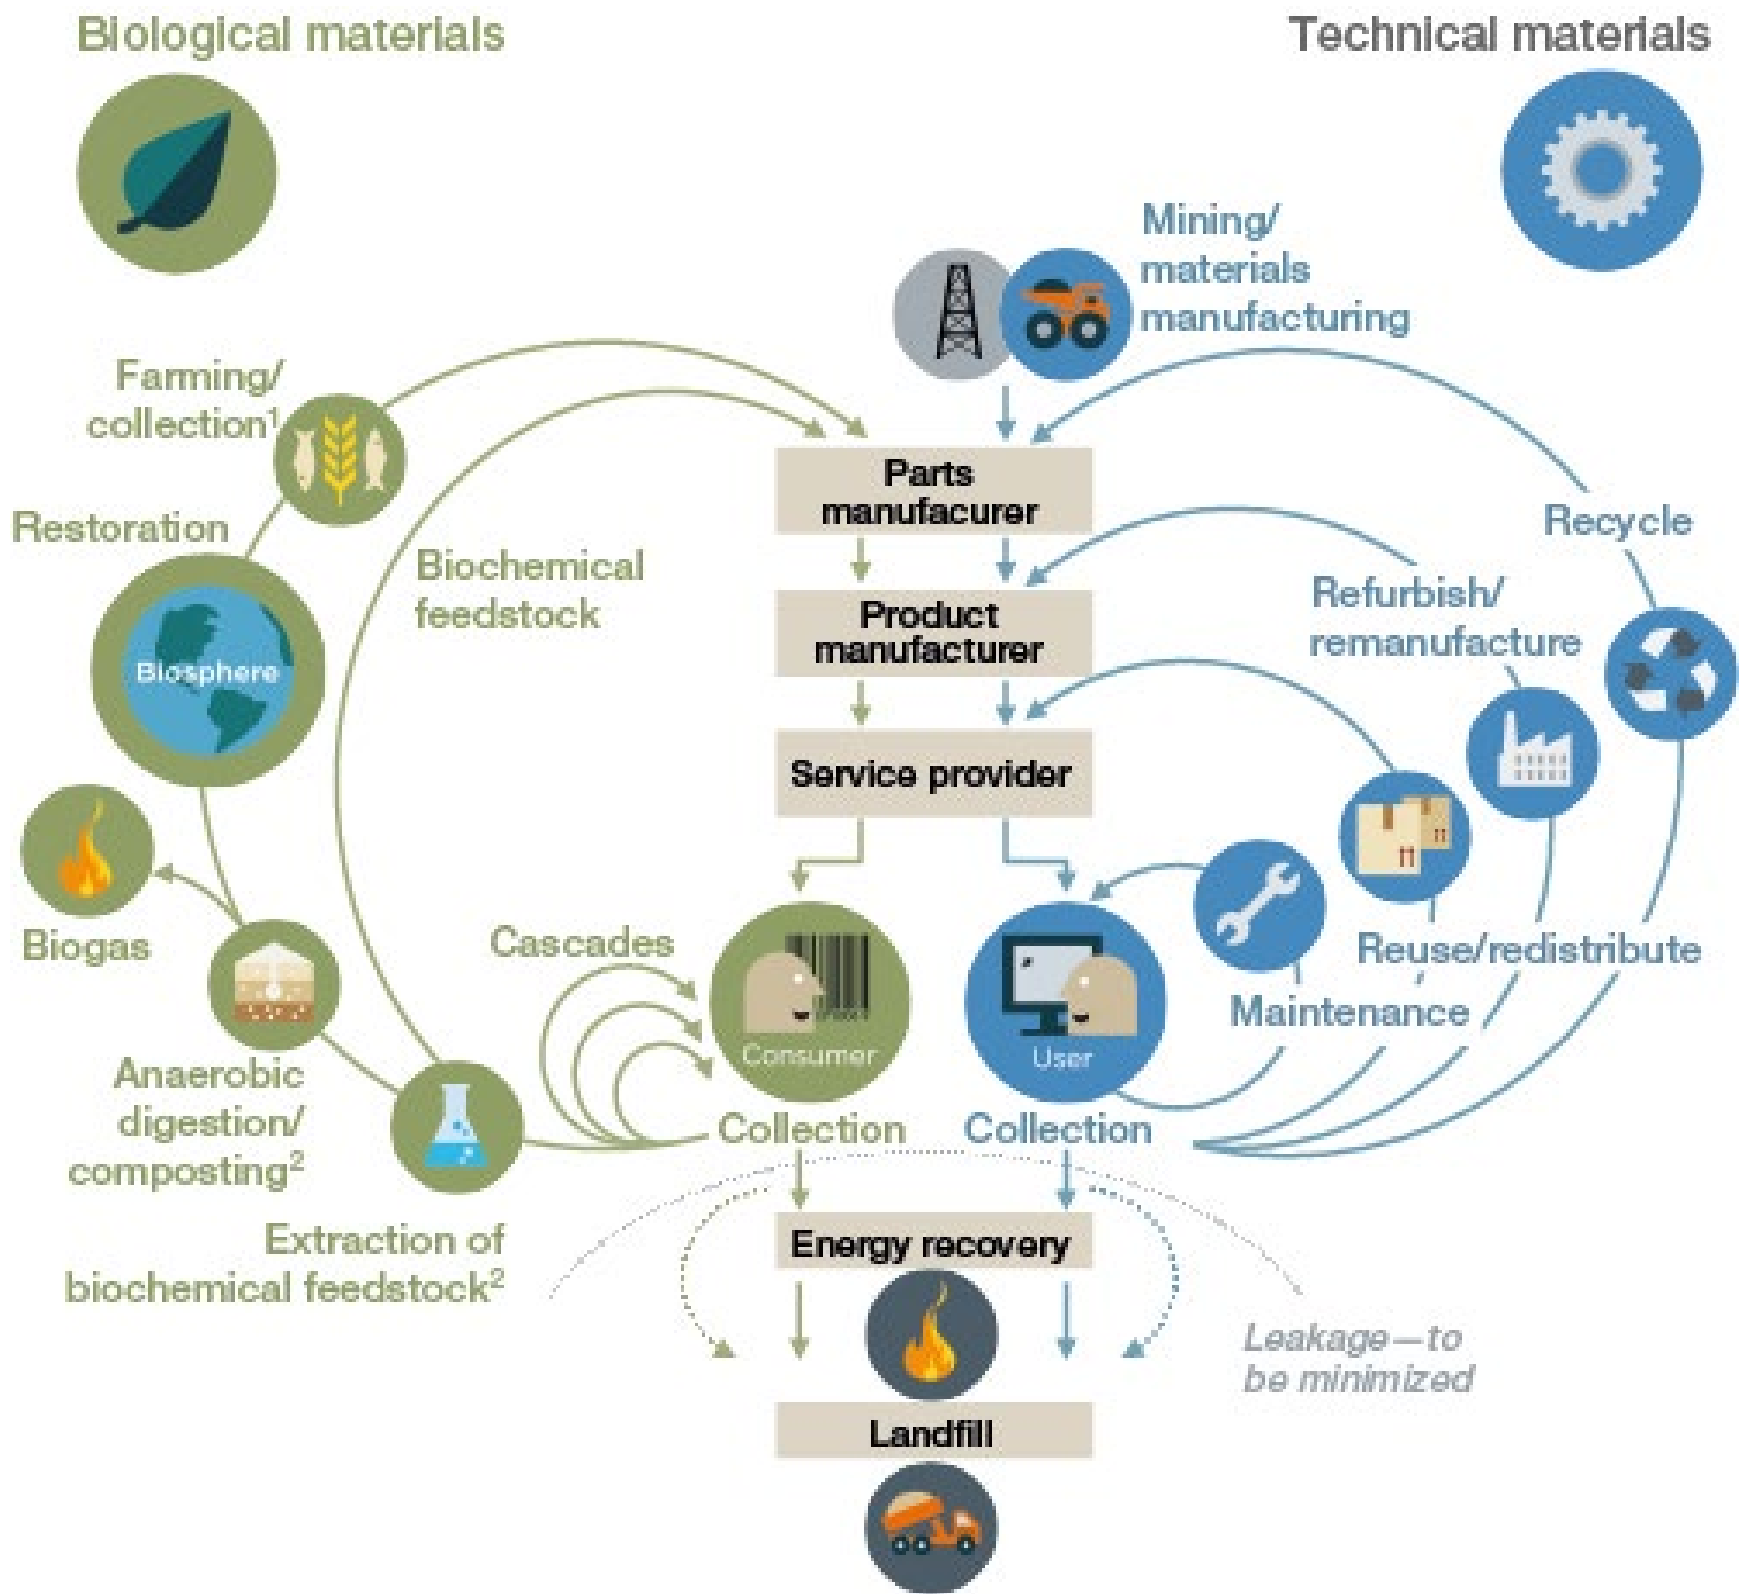 Biological materials
Technical materials
Mining/
materials
manufacturing
Farming/
collection1
Restoration
Biosphere
Biochemical
feedstock
Parts
manufacurer
Recycle
Product
manufacturer
Refurbish/
remanufacture
Service provider
Biogas
Cascades
Reuse/redistribute
Maintenance
Consumer
User
Anaerobic
digestion/
composting2
Collection
Collection
Extraction of
biochemical feedstock2
Energy recovery
Leakage—to
be minimized
Landfill